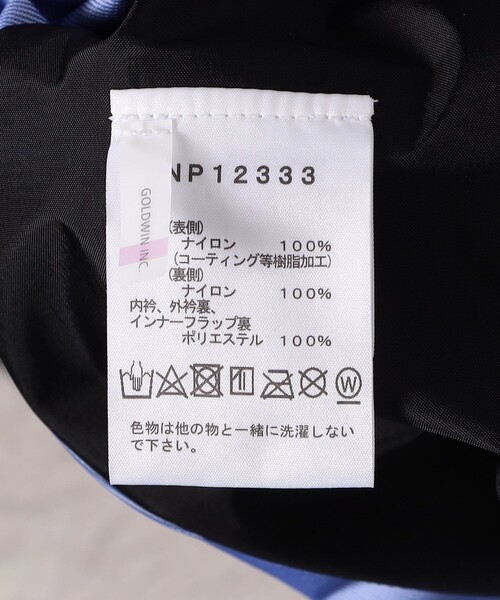 NP12333
GOLDWIN INC.
(表側)
ナイロン 100%
(コーティング等樹脂加工)
(裏側)
ナイロン 100%
内衿、外衿裏、
インナーフラップ裏
ポリエステル 100%
W
色物は他の物と一緒に洗濯しない
で下さい。